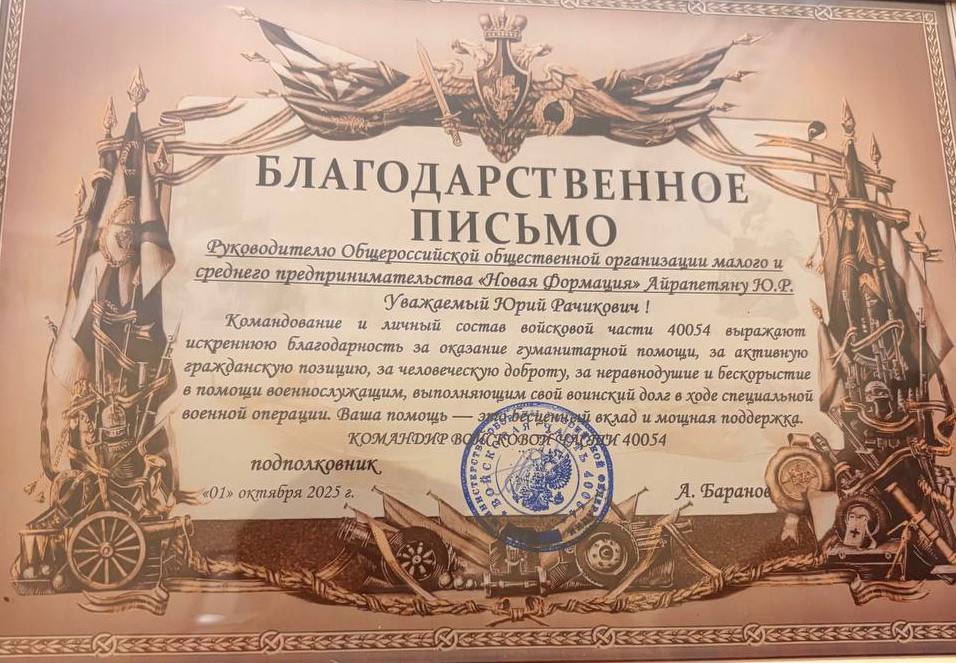 БЛАГОДАРСТВЕННОЕ
ПИСЬМО
Руководителю Общероссийской общественной организации малого и
среднего предпринимательства «Новая Формация» Айрапетяну Ю.Р.
Уважаемый Юрий Рачикович !
Командование и личный состав войсковой части 40054 выражают
искреннюю благодарность за оказание гуманитарной помощи, за активную
гражданскую позицию, за человеческую доброту, за неравнодушие и бескорыстие
в помощи военнослужащим, выполняющим свой воинский долг в ходе специальной
военной операции. Ваша помощь — это бесценный вклад и мощная поддержка.
КОМАНДИР ВОЙСКОВОЙ ЧАСТИ 40054
подполковник
«01» октября 2025 г.
А. Баранов
ВОЙСКОВАЯ ЧАСТЬ